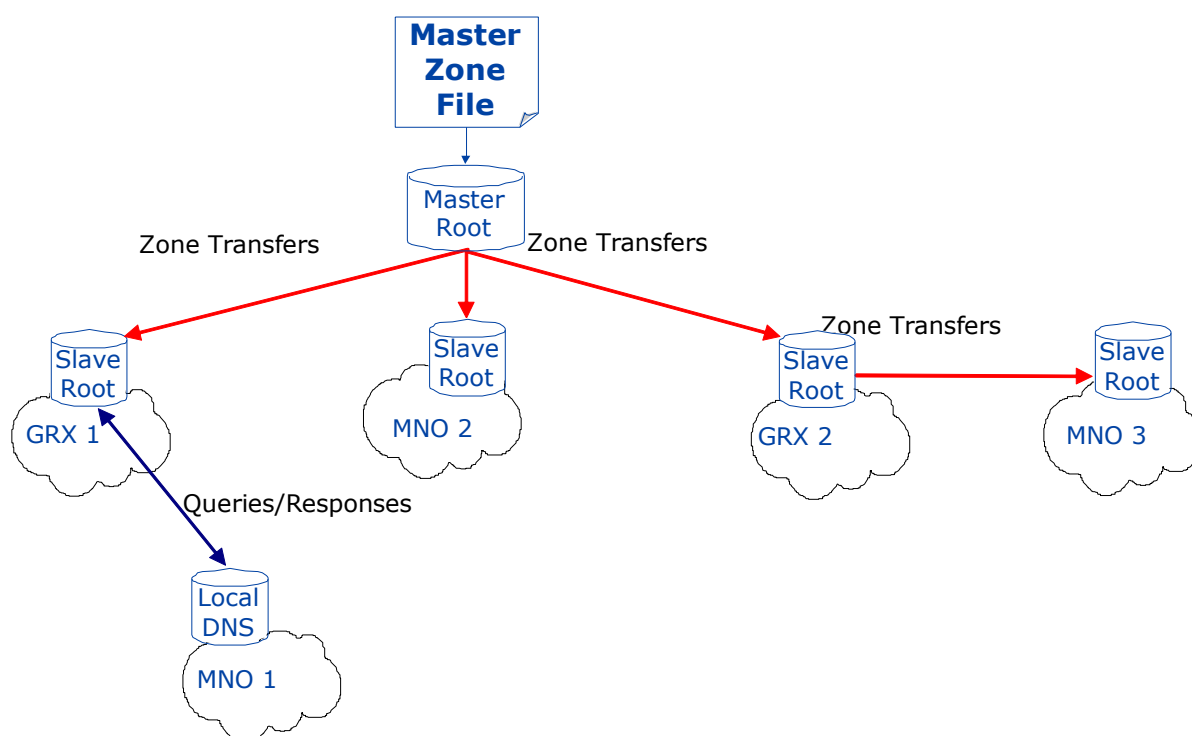 Master
Zone
File
Master
Root
Zone Transfers
Zone Transfers
Zone Transfers
Slave
Root
GRX 1
Slave
Root
MNO 2
Slave
Root
GRX 2
Slave
Root
MNO 3
Queries/Responses
Local
DNS
MNO 1